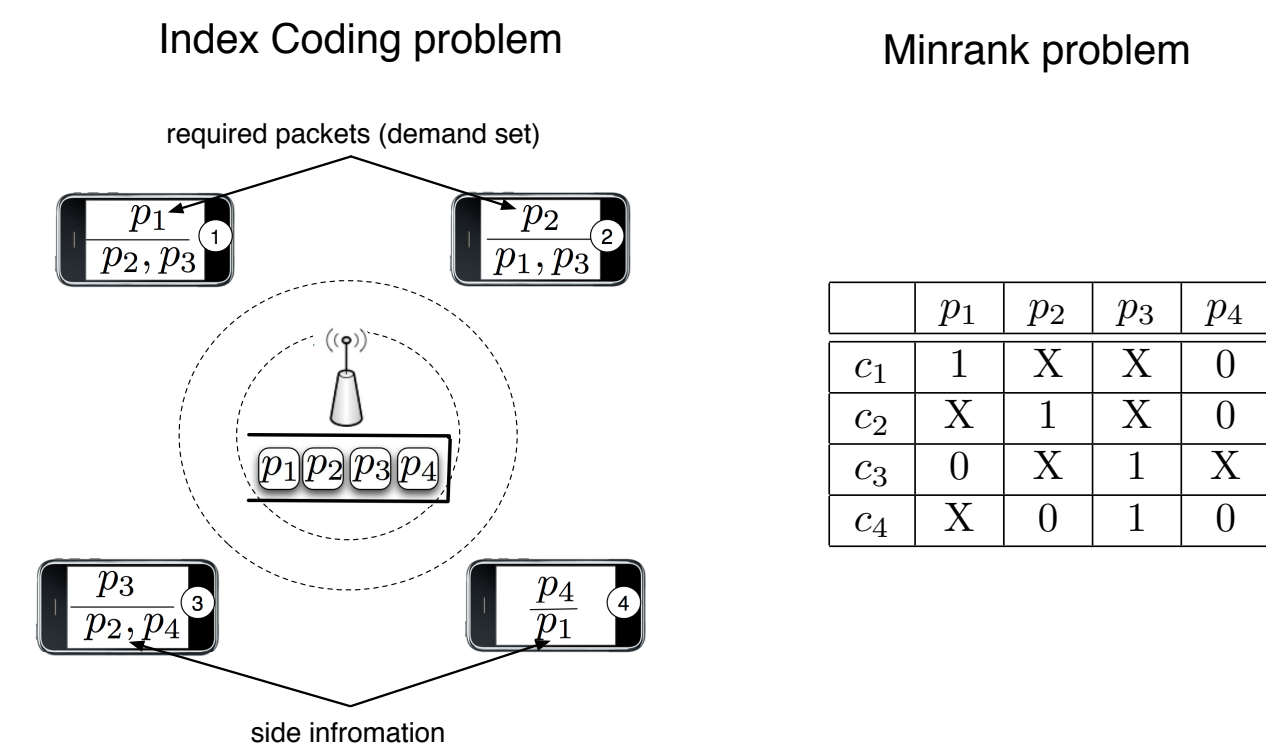 Index Coding problem
Minrank problem
required packets (demand set)
p₁
p₂, p₃
1
p₂
p₁, p₃
2
p₁ p₂ p₃ p₄
p₃
p₂, p₄
3
p₄
p₁
4
side infromation
p₁ p₂ p₃ p₄
c₁ 1 X X 0
c₂ X 1 X 0
c₃ 0 X 1 X
c₄ X 0 1 0